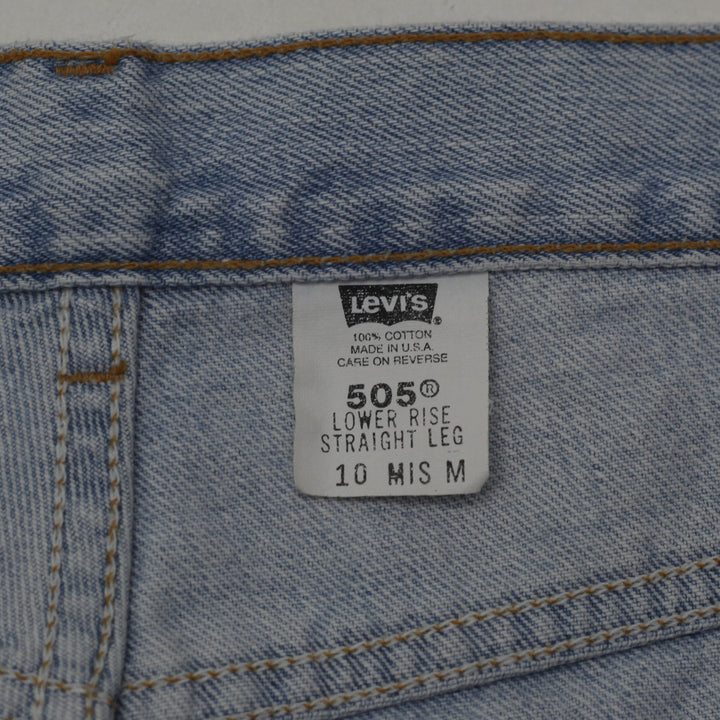 Levi's®
100% COTTON
MADE IN U.S.A.
CARE ON REVERSE
505®
LOWER RISE
STRAIGHT LEG
10 MIS M